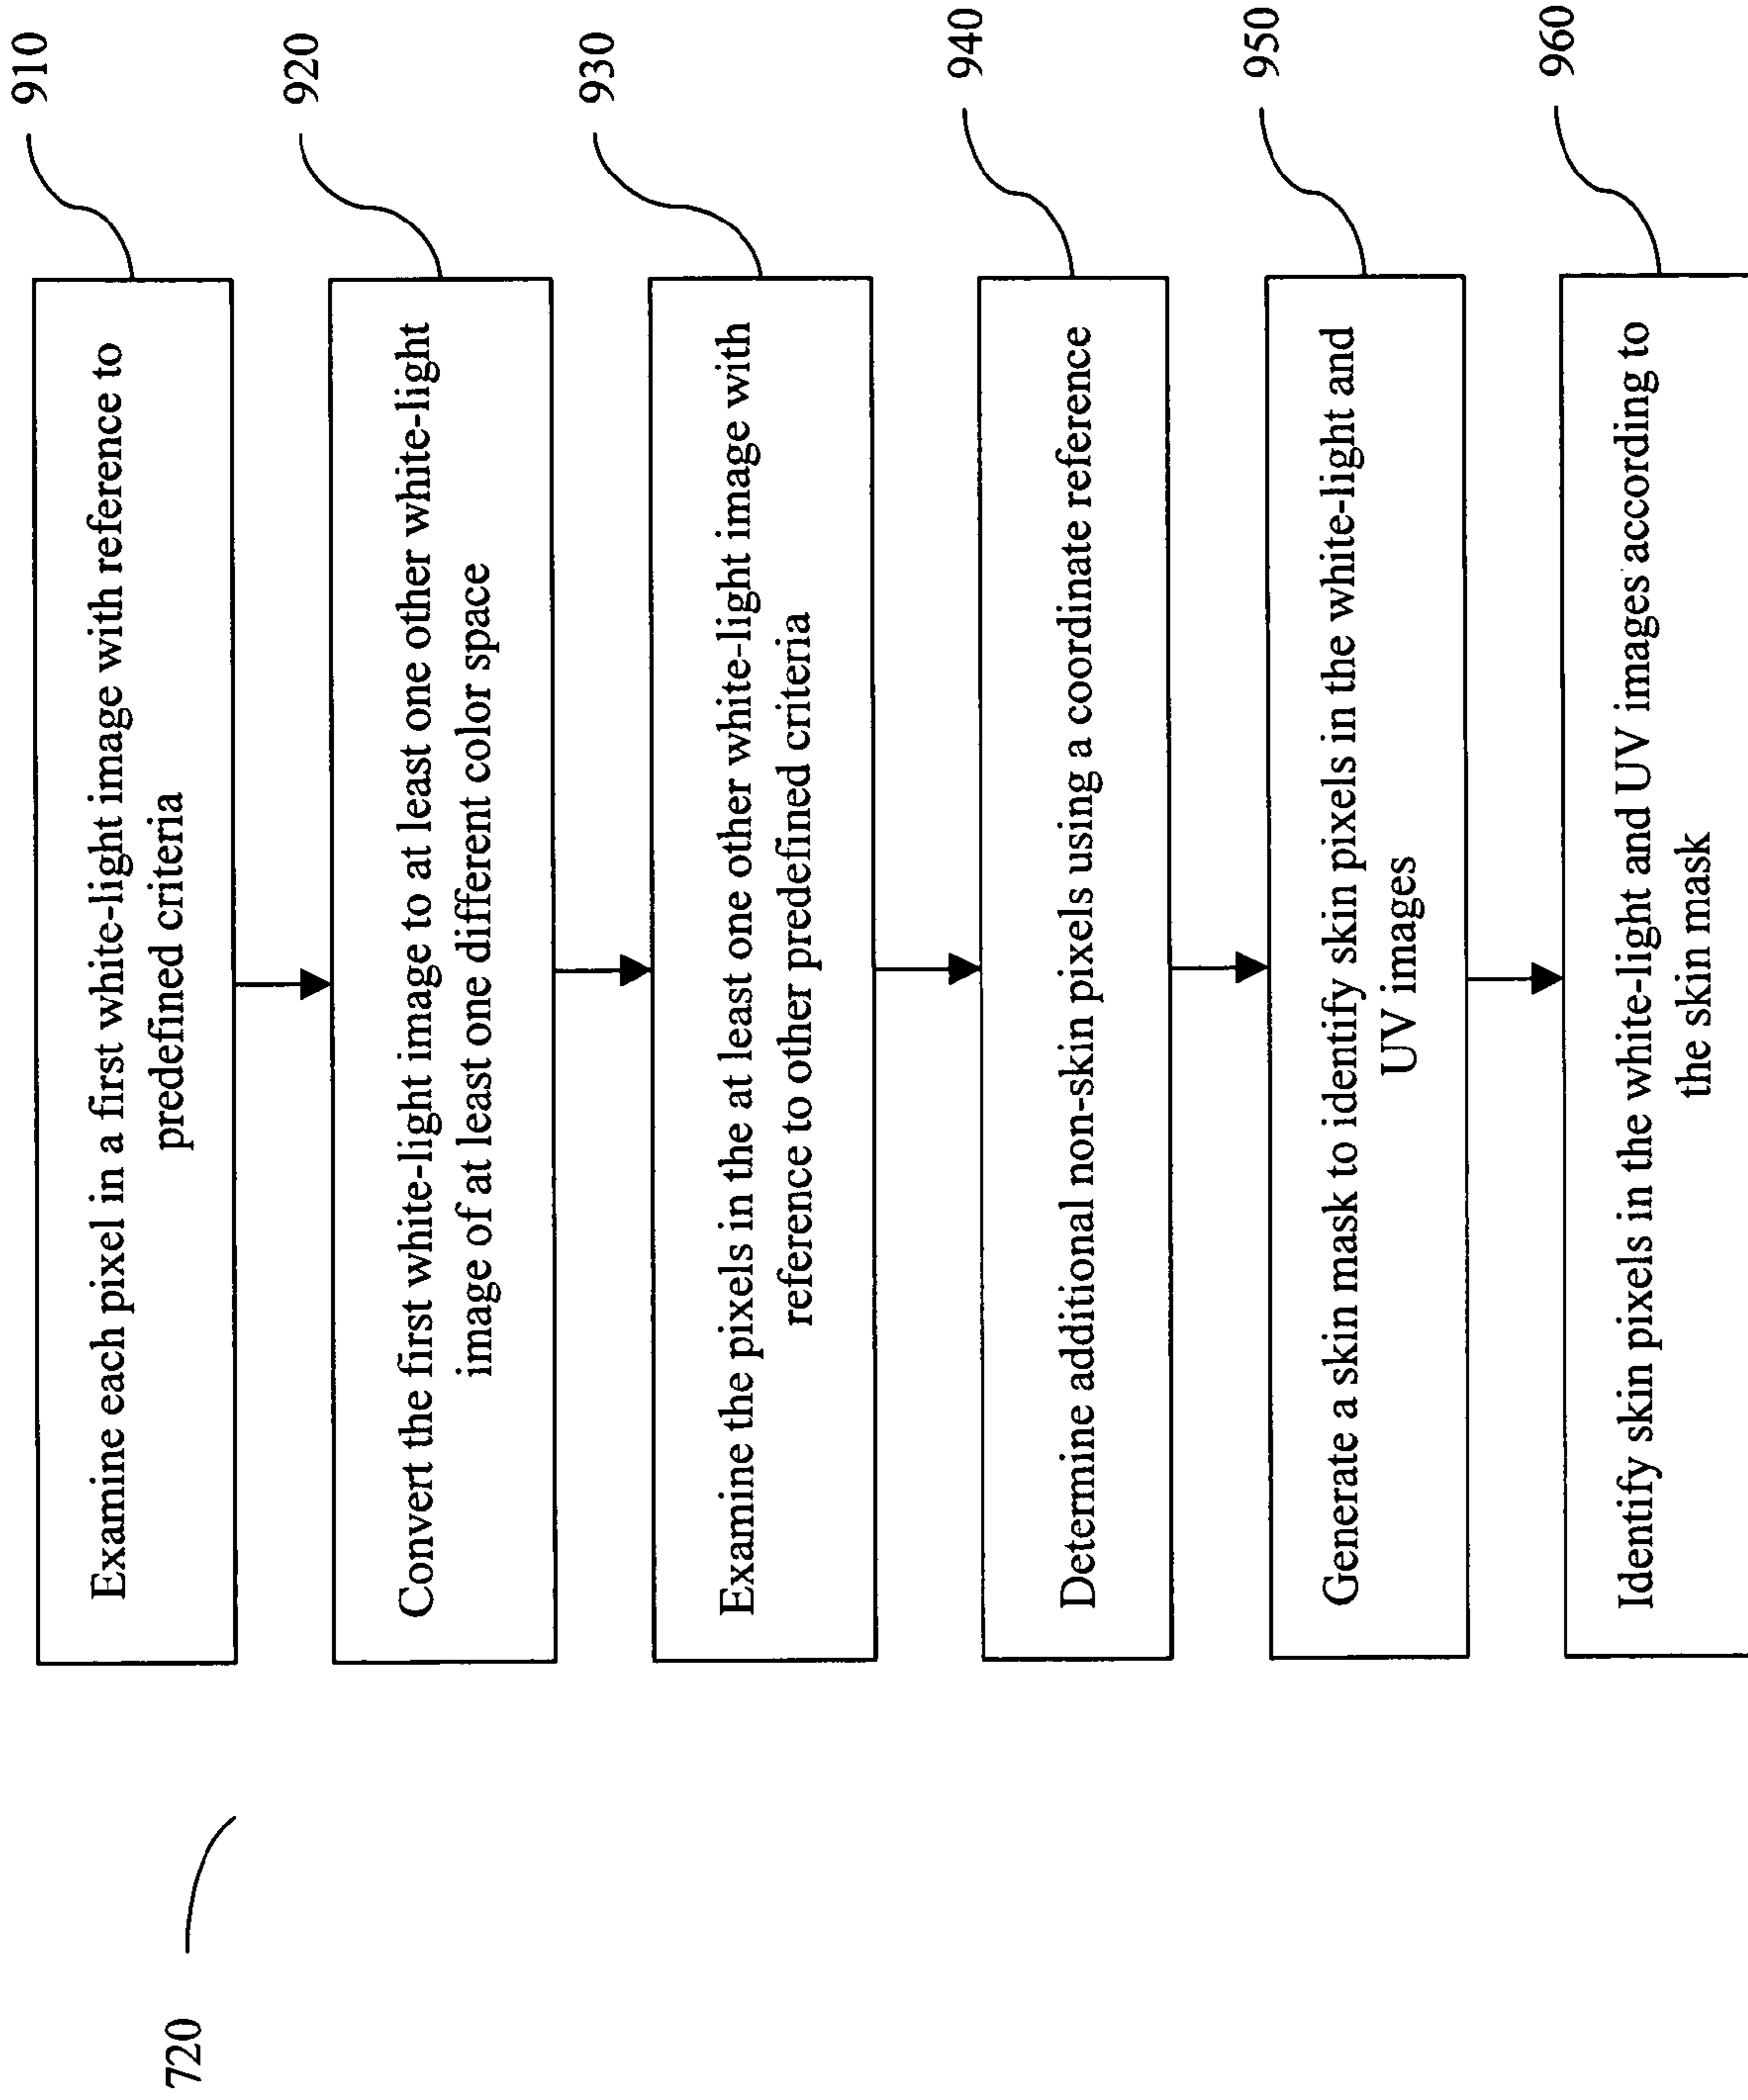 720
Examine each pixel in a first white-light image with reference to
predefined criteria
910
Convert the first white-light image to at least one other white-light
image of at least one different color space
920
Examine the pixels in the at least one other white-light image with
reference to other predefined criteria
930
Determine additional non-skin pixels using a coordinate reference
940
Generate a skin mask to identify skin pixels in the white-light and
UV images
950
Identify skin pixels in the white-light and UV images according to
the skin mask
960